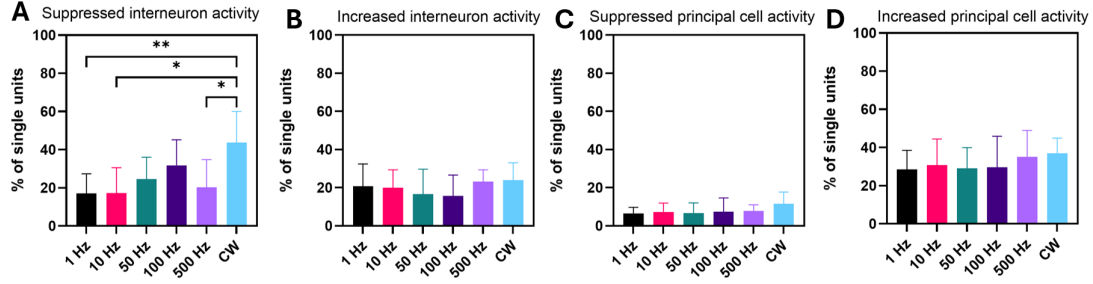 A Suppressed interneuron activity
% of single units
100
80
60
40
20
0
**
*
*
1 Hz
10 Hz
50 Hz
100 Hz
500 Hz
CW
B Increased interneuron activity
% of single units
100
80
60
40
20
0
1 Hz
10 Hz
50 Hz
100 Hz
500 Hz
CW
C Suppressed principal cell activity
% of single units
100
80
60
40
20
0
1 Hz
10 Hz
50 Hz
100 Hz
500 Hz
CW
D Increased principal cell activity
% of single units
100
80
60
40
20
0
1 Hz
10 Hz
50 Hz
100 Hz
500 Hz
CW